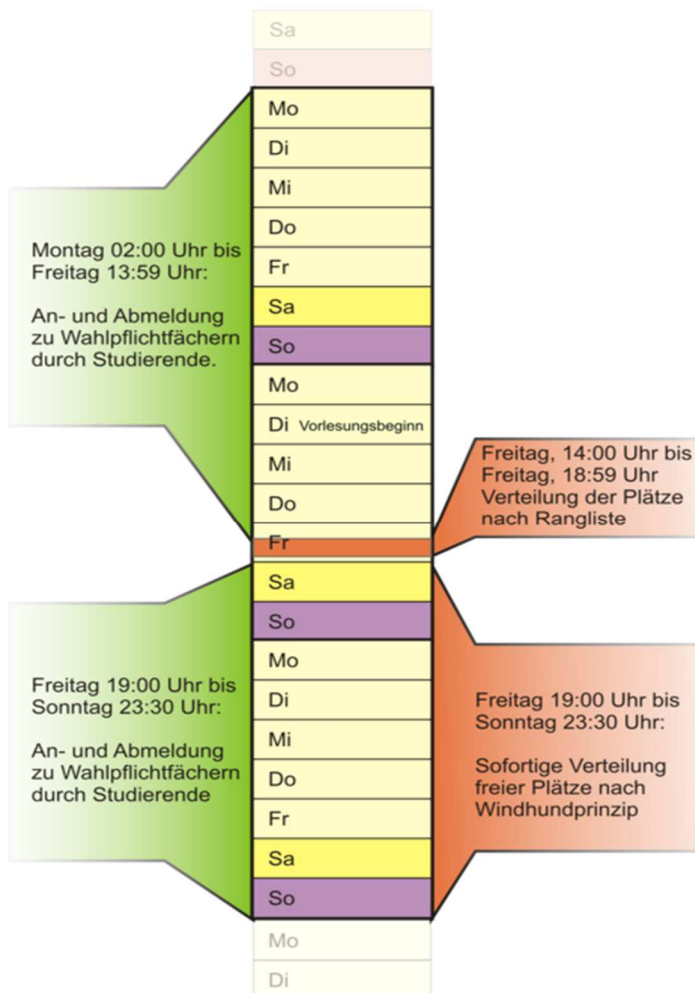 Sa
So
Mo
Di
Mi
Do
Fr
Sa
So
Mo
Di Vorlesungsbeginn
Mi
Do
Fr
Sa
So
Mo
Di
Mi
Do
Fr
Sa
So
Mo
Di
Montag 02:00 Uhr bis
Freitag 13:59 Uhr:
An- und Abmeldung
zu Wahlpflichtfächern
durch Studierende.
Freitag, 14:00 Uhr bis
Freitag, 18:59 Uhr
Verteilung der Plätze
nach Rangliste
Freitag 19:00 Uhr bis
Sonntag 23:30 Uhr:
An- und Abmeldung
zu Wahlpflichtfächern
durch Studierende
Freitag 19:00 Uhr bis
Sonntag 23:30 Uhr:
Sofortige Verteilung
freier Plätze nach
Windhundprinzip